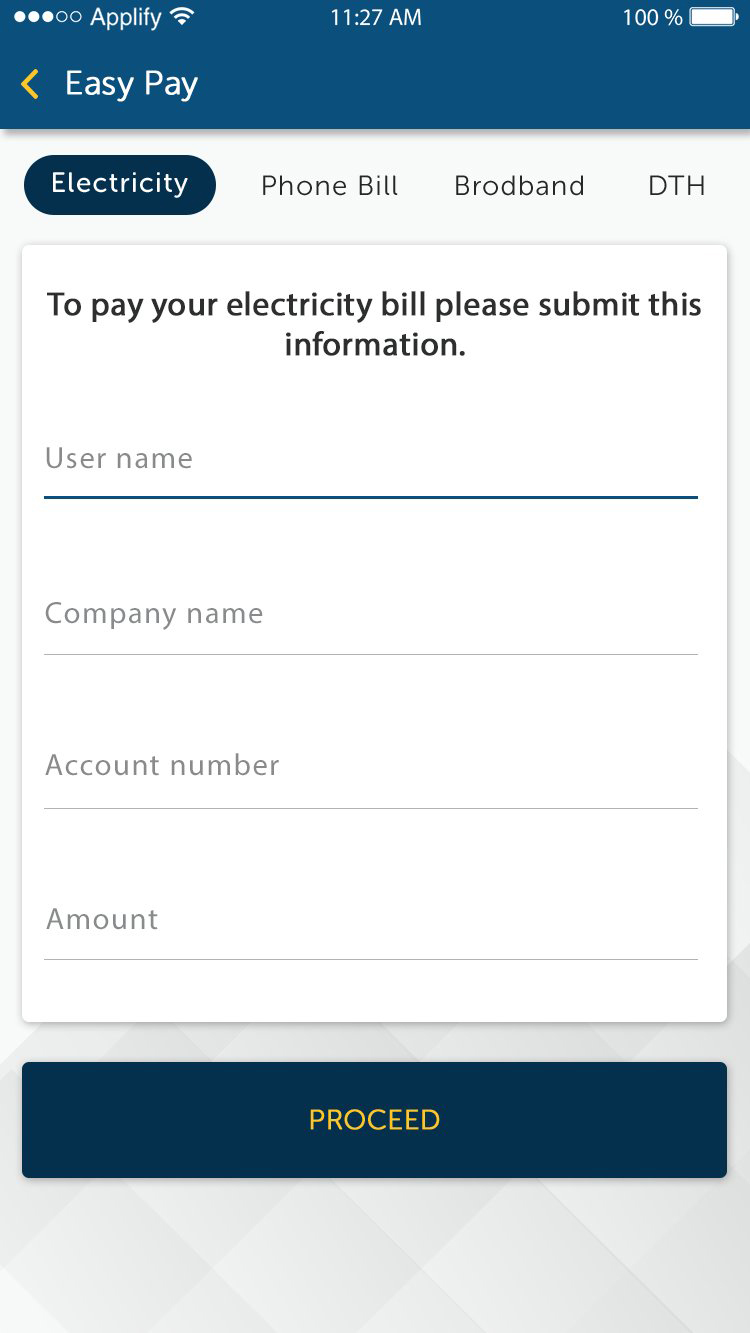 Applify 11:27 AM 100 %
Easy Pay
Electricity Phone Bill Brodband DTH
To pay your electricity bill please submit this
information.
User name
Company name
Account number
Amount
PROCEED